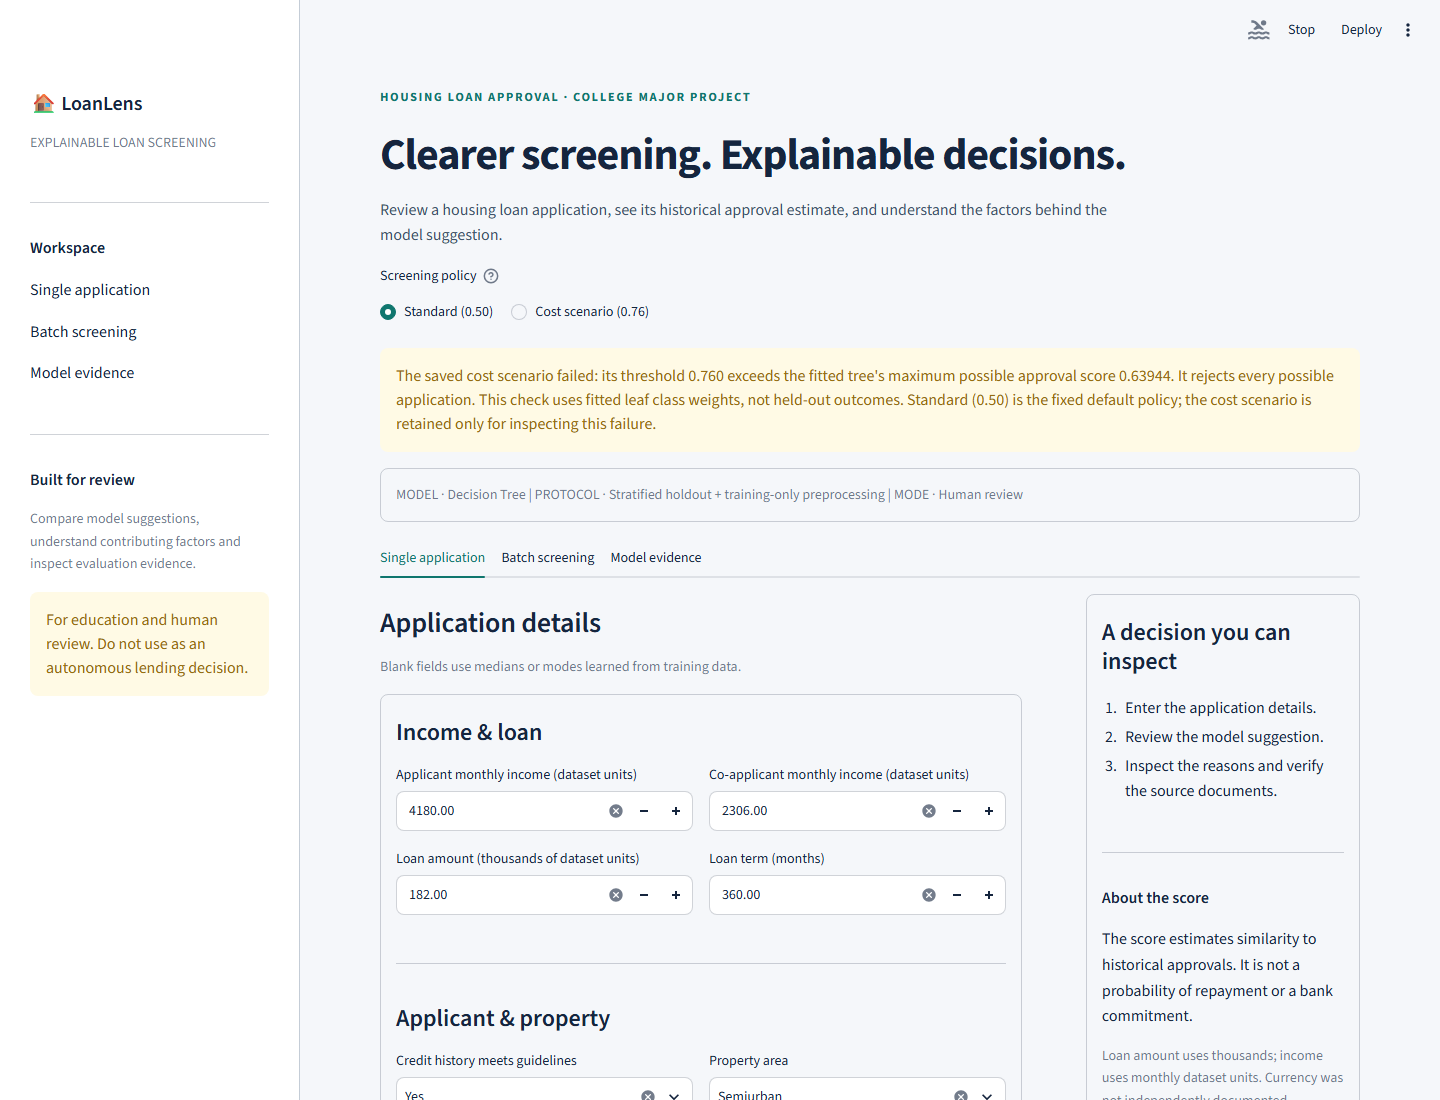 Stop
Deploy
LoanLens
EXPLAINABLE LOAN SCREENING
Workspace
Single application
Batch screening
Model evidence
Built for review
Compare model suggestions,
understand contributing factors and
inspect evaluation evidence.
For education and human
review. Do not use as an
autonomous lending decision.
HOUSING LOAN APPROVAL · COLLEGE MAJOR PROJECT
Clearer screening. Explainable decisions.
Review a housing loan application, see its historical approval estimate, and understand the factors behind the
model suggestion.
Screening policy
Standard (0.50)
Cost scenario (0.76)
The saved cost scenario failed: its threshold 0.760 exceeds the fitted tree's maximum possible approval score 0.63944. It rejects every possible
application. This check uses fitted leaf class weights, not held-out outcomes. Standard (0.50) is the fixed default policy; the cost scenario is
retained only for inspecting this failure.
MODEL · Decision Tree | PROTOCOL · Stratified holdout + training-only preprocessing | MODE · Human review
Single application
Batch screening
Model evidence
Application details
Blank fields use medians or modes learned from training data.
Income & loan
Applicant monthly income (dataset units)
Co-applicant monthly income (dataset units)
4180.00
2306.00
Loan amount (thousands of dataset units)
Loan term (months)
182.00
360.00
Applicant & property
Credit history meets guidelines
Property area
Yes
Semiurban
A decision you can
inspect
1. Enter the application details.
2. Review the model suggestion.
3. Inspect the reasons and verify
the source documents.
About the score
The score estimates similarity to
historical approvals. It is not a
probability of repayment or a bank
commitment.
Loan amount uses thousands; income
uses monthly dataset units. Currency was
not independently documented